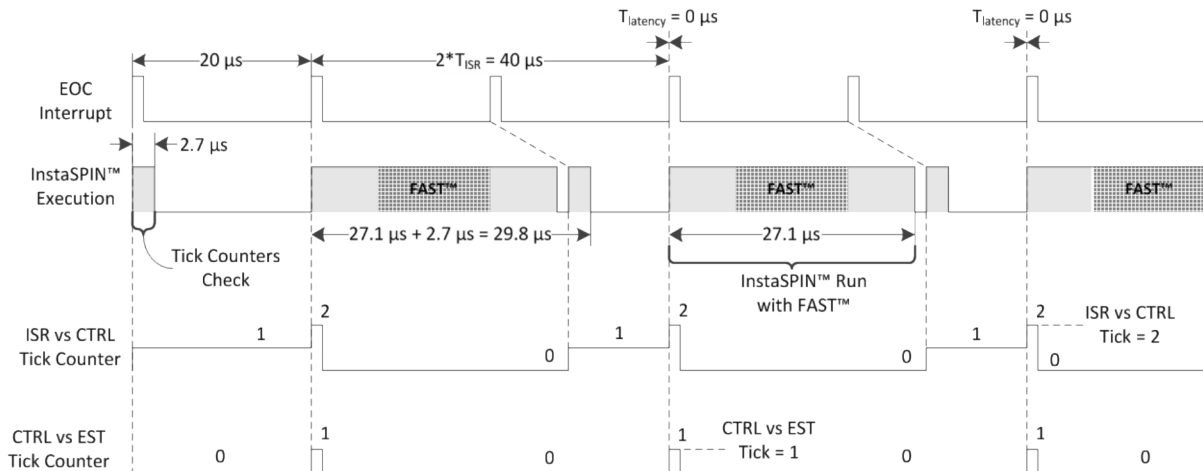 T_latency = 0 μs
T_latency = 0 μs
20 μs
2*T_ISR = 40 μs
EOC
Interrupt
2.7 μs
InstaSPIN™
Execution
FAST™
FAST™
FAST™
27.1 μs + 2.7 μs = 29.8 μs
27.1 μs
Tick Counters
Check
InstaSPIN™ Run
with FAST™
ISR vs CTRL
Tick Counter
1
2
0
1
2
0
1
2
0
ISR vs CTRL
Tick = 2
CTRL vs EST
Tick Counter
0
1
0
1
CTRL vs EST
Tick = 1
0
1
0